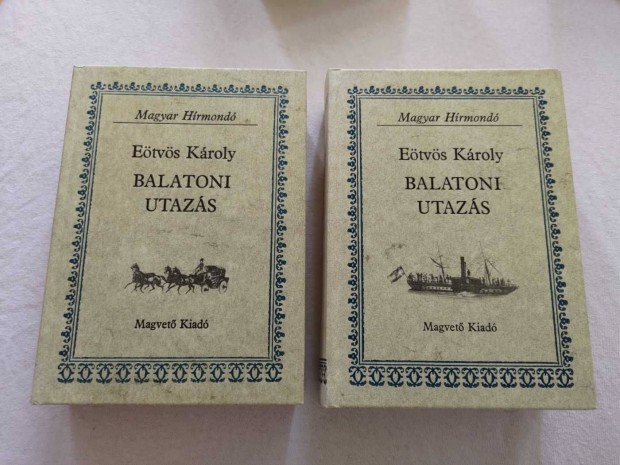 Magyar Hírmondó
Eötvös Károly
BALATONI
UTAZÁS
Magvető Kiadó
Magyar Hírmondó
Eötvös Károly
BALATONI
UTAZÁS
Magvető Kiadó